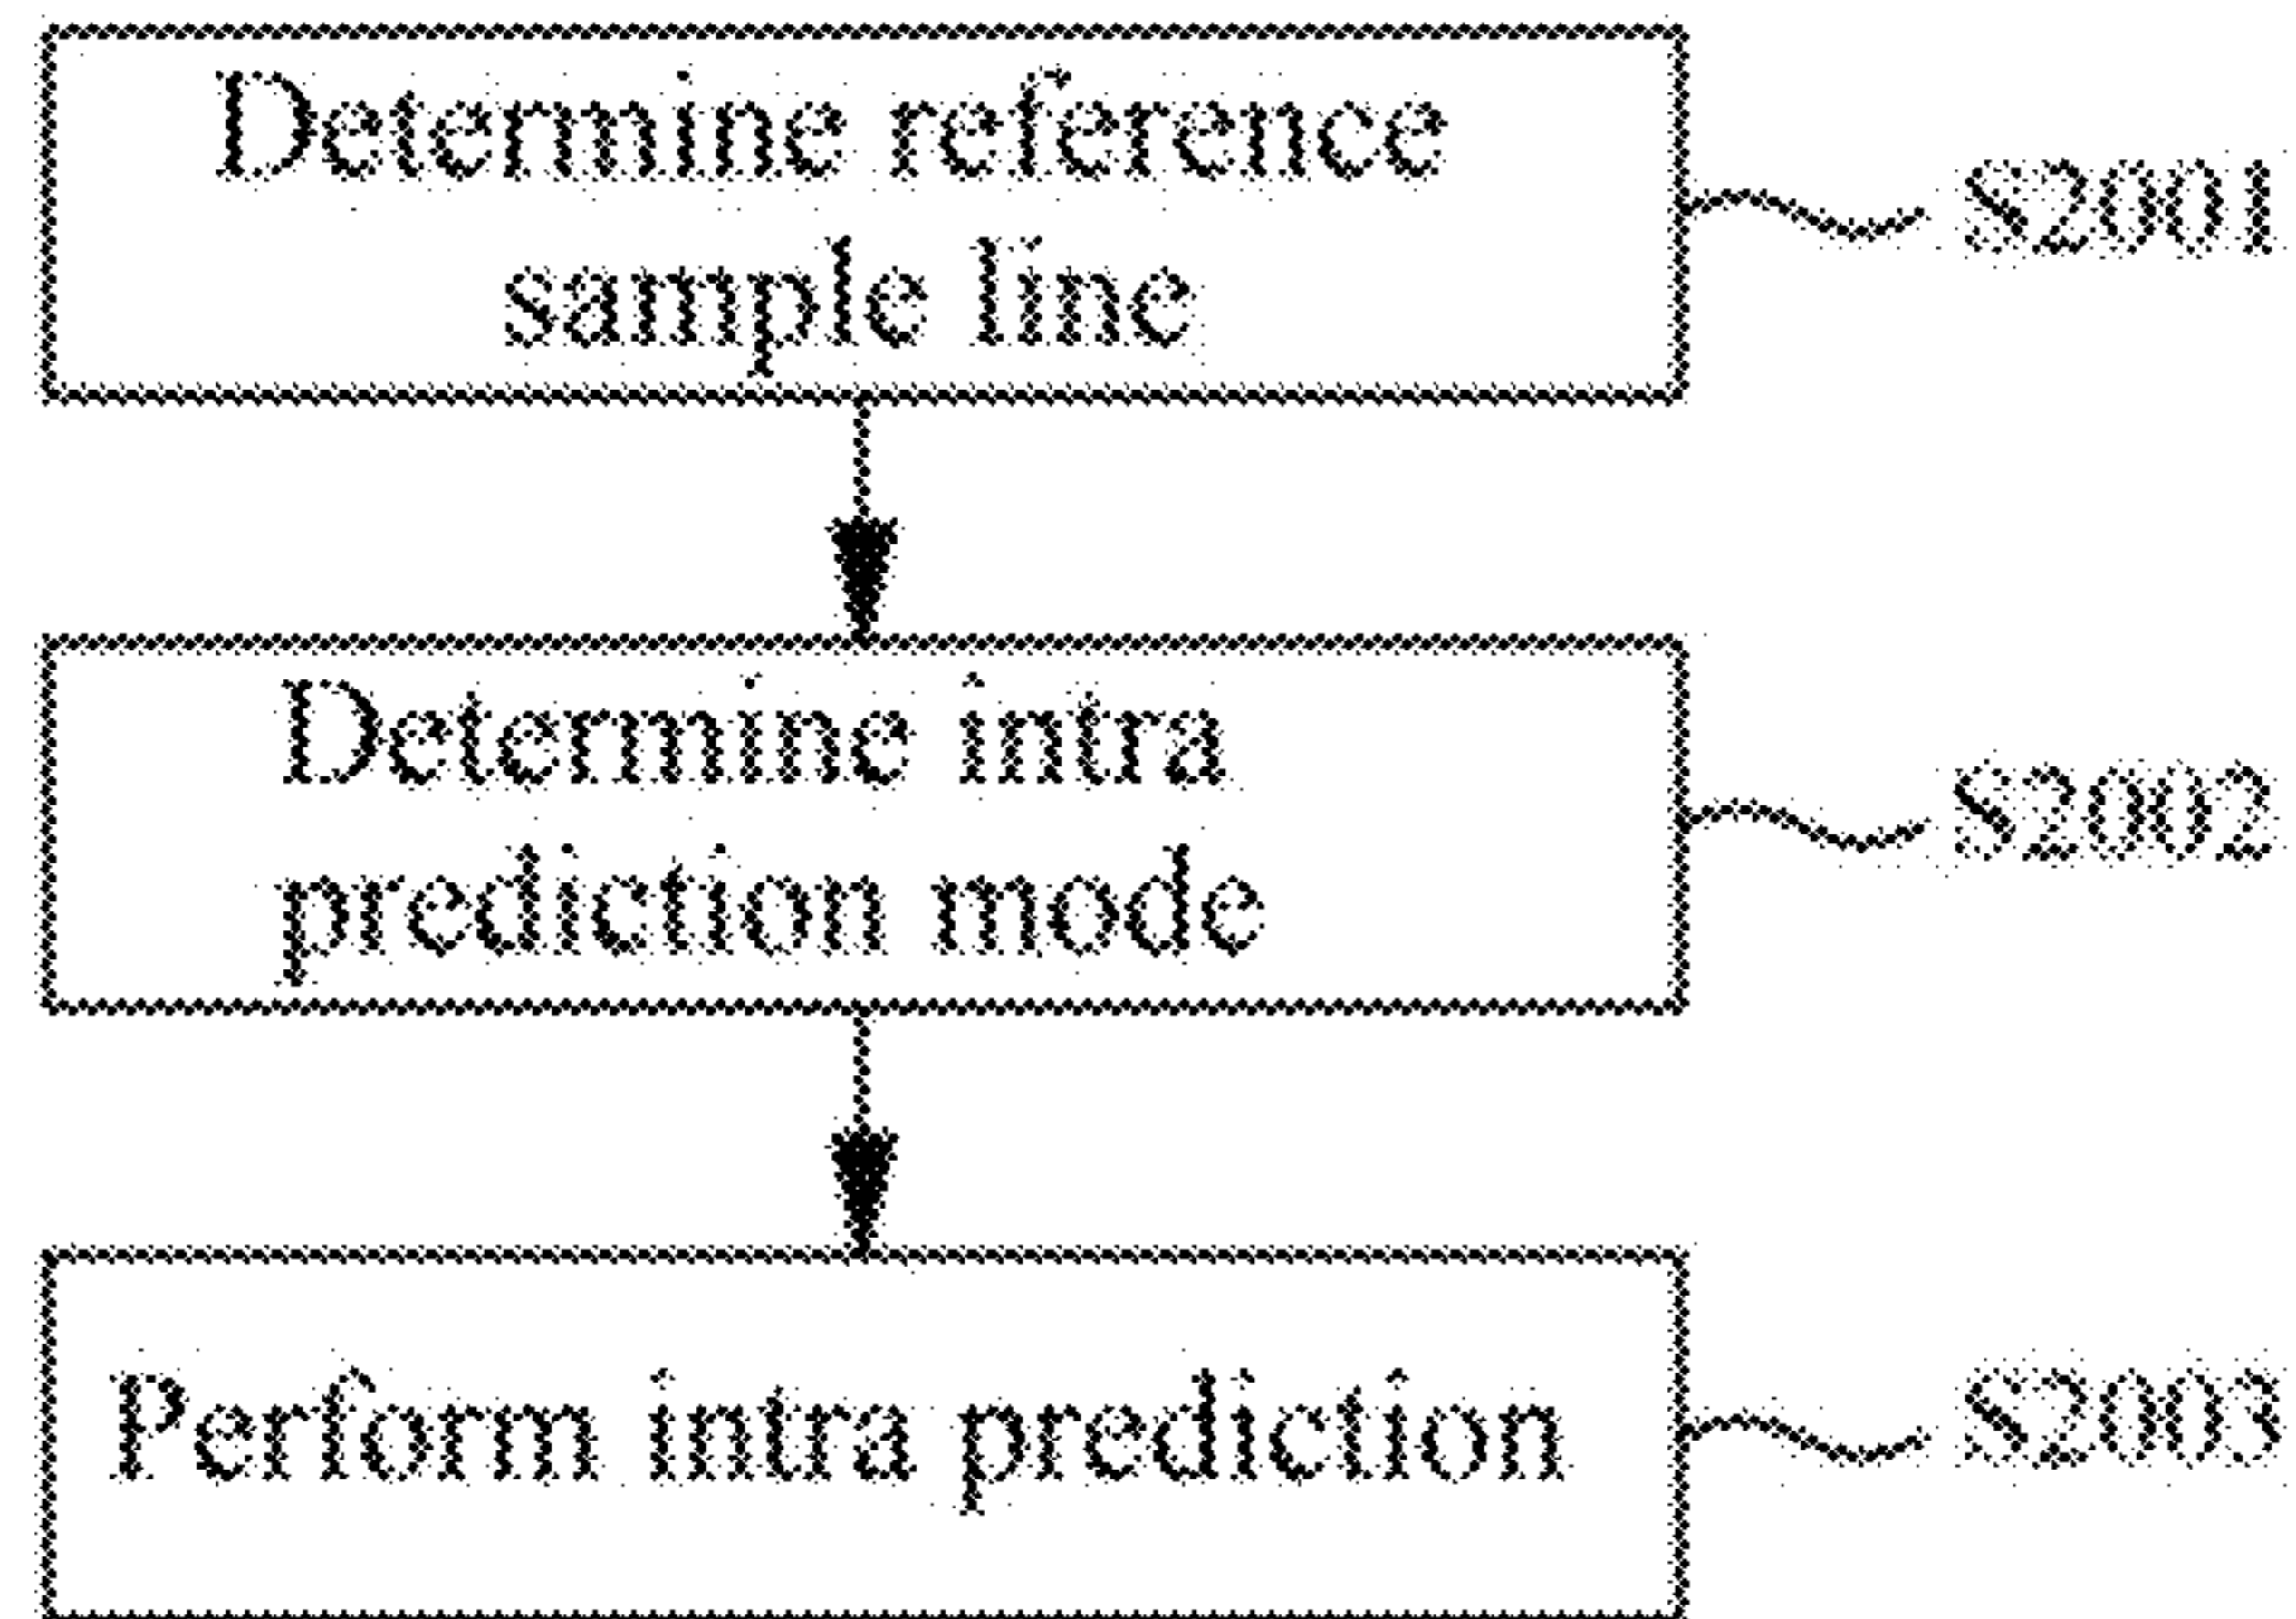 Determine reference
sample line
S2001
Determine intra
prediction mode
S2002
Perform intra prediction
S2003